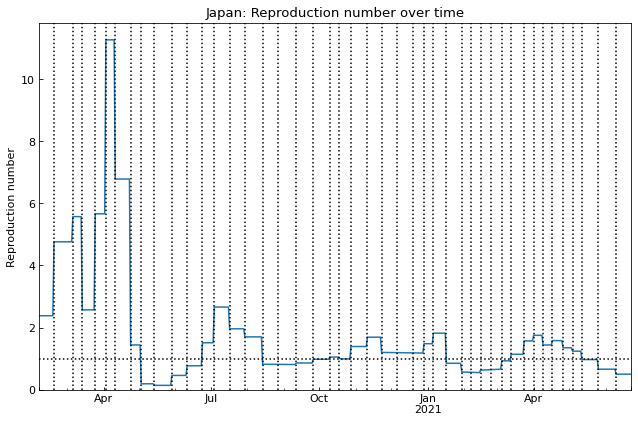 Japan: Reproduction number over time
Reproduction number
10
8
6
4
2
0
Apr
Jul
Oct
Jan
2021
Apr